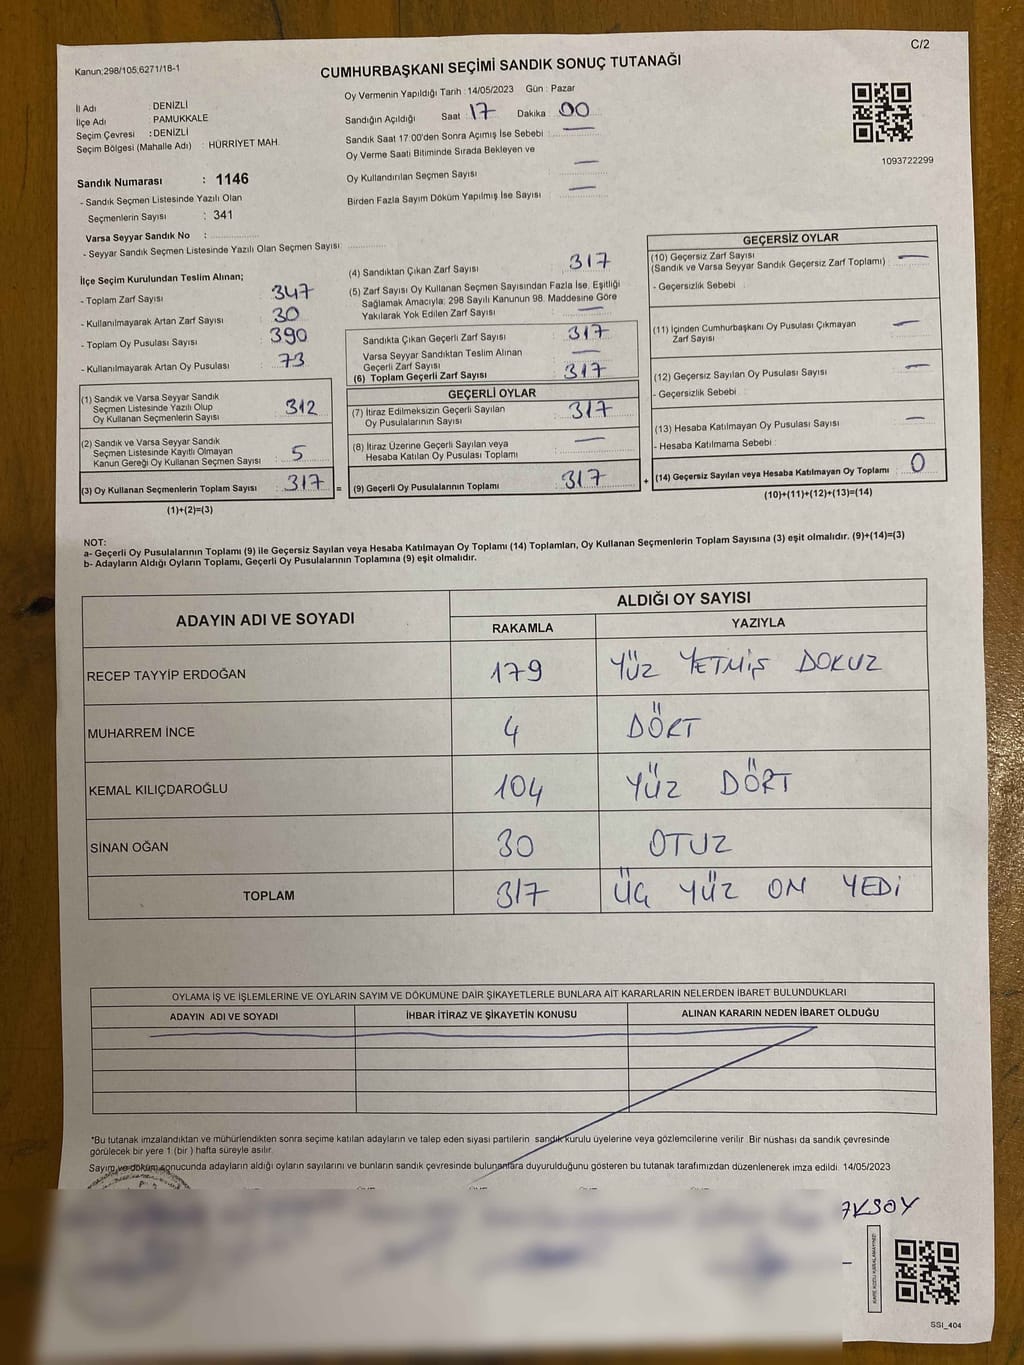 C/2
Kanun;298/105;6271/18-1
CUMHURBAŞKANI SEÇİMİ SANDIK SONUÇ TUTANAĞI
İl Adı : DENİZLİ
İlçe Adı : PAMUKKALE
Seçim Çevresi : DENİZLİ
Seçim Bölgesi (Mahalle Adı) : HÜRRİYET MAH.
Oy Vermenin Yapıldığı Tarih : 14/05/2023 Gün : Pazar
Sandığın Açıldığı Saat 17 Dakika 00
Sandık Saat 17:00'den Sonra Açımış İse Sebebi : —
Oy Verme Saati Bitiminde Sırada Bekleyen ve
Oy Kullandırılan Seçmen Sayısı —
Birden Fazla Sayım Döküm Yapılmış İse Sayısı —
1093722299
Sandık Numarası : 1146
- Sandık Seçmen Listesinde Yazılı Olan
Seçmenlerin Sayısı : 341
Varsa Seyyar Sandık No :
- Seyyar Sandık Seçmen Listesinde Yazılı Olan Seçmen Sayısı:
İlçe Seçim Kurulundan Teslim Alınan;
- Toplam Zarf Sayısı : 347
- Kullanılmayarak Artan Zarf Sayısı : 30
- Toplam Oy Pusulası Sayısı : 390
- Kullanılmayarak Artan Oy Pusulası : 73
(1) Sandık ve Varsa Seyyar Sandık
Seçmen Listesinde Yazılı Olup
Oy Kullanan Seçmenlerin Sayısı : 312
(2) Sandık ve Varsa Seyyar Sandık
Seçmen Listesinde Kayıtlı Olmayan
Kanun Gereği Oy Kullanan Seçmen Sayısı : 5
(3) Oy Kullanan Seçmenlerin Toplam Sayısı : 317 =
(1)+(2)=(3)
(4) Sandıktan Çıkan Zarf Sayısı : 317
(5) Zarf Sayısı Oy Kullanan Seçmen Sayısından Fazla İse, Eşitliği
Sağlamak Amacıyla; 298 Sayılı Kanunun 98. Maddesine Göre
Yakılarak Yok Edilen Zarf Sayısı : —
Sandıkta Çıkan Geçerli Zarf Sayısı : 317
Varsa Seyyar Sandıktan Teslim Alınan —
Geçerli Zarf Sayısı
(6) Toplam Geçerli Zarf Sayısı : 317
GEÇERLİ OYLAR
(7) İtiraz Edilmeksizin Geçerli Sayılan
Oy Pusulalarının Sayısı : 317
(8) İtiraz Üzerine Geçerli Sayılan veya
Hesaba Katılan Oy Pusulası Toplamı : —
(9) Geçerli Oy Pusulalarının Toplamı : 317 +
GEÇERSİZ OYLAR
(10) Geçersiz Zarf Sayısı : —
(Sandık ve Varsa Seyyar Sandık Geçersiz Zarf Toplamı)
- Geçersizlik Sebebi :
(11) İçinden Cumhurbaşkanı Oy Pusulası Çıkmayan : —
Zarf Sayısı
(12) Geçersiz Sayılan Oy Pusulası Sayısı : —
- Geçersizlik Sebebi :
(13) Hesaba Katılmayan Oy Pusulası Sayısı : —
- Hesaba Katılmama Sebebi :
(14) Geçersiz Sayılan veya Hesaba Katılmayan Oy Toplamı : 0
(10)+(11)+(12)+(13)=(14)
NOT:
a- Geçerli Oy Pusulalarının Toplamı (9) ile Geçersiz Sayılan veya Hesaba Katılmayan Oy Toplamı (14) Toplamları, Oy Kullanan Seçmenlerin Toplam Sayısına (3) eşit olmalıdır. (9)+(14)=(3)
b- Adayların Aldığı Oyların Toplamı, Geçerli Oy Pusulalarının Toplamına (9) eşit olmalıdır.
ADAYIN ADI VE SOYADI ALDIĞI OY SAYISI
RAKAMLA YAZIYLA
RECEP TAYYİP ERDOĞAN 179 YÜZ YETMİŞ DOKUZ
MUHARREM İNCE 4 DÖRT
KEMAL KILIÇDAROĞLU 104 YÜZ DÖRT
SİNAN OĞAN 30 OTUZ
TOPLAM 317 ÜÇ YÜZ ON YEDİ
OYLAMA İŞ VE İŞLEMLERİNE VE OYLARIN SAYIM VE DÖKÜMÜNE DAİR ŞİKAYETLERLE BUNLARA AİT KARARLARIN NELERDEN İBARET BULUNDUKLARI
ADAYIN ADI VE SOYADI İHBAR İTİRAZ VE ŞİKAYETİN KONUSU ALINAN KARARIN NEDEN İBARET OLDUĞU
*Bu tutanak imzalandıktan ve mühürlendikten sonra seçime katılan adayların ve talep eden siyasi partilerin sandık kurulu üyelerine veya gözlemcilerine verilir. Bir nüshası da sandık çevresinde
görülecek bir yere 1 (bir ) hafta süreyle asılır.
Sayım ve döküm sonucunda adayların aldığı oyların sayılarını ve bunların sandık çevresinde bulunanlara duyurulduğunu gösteren bu tutanak tarafımızdan düzenlenerek imza edildi. 14/05/2023
AKSOY
SSI_404